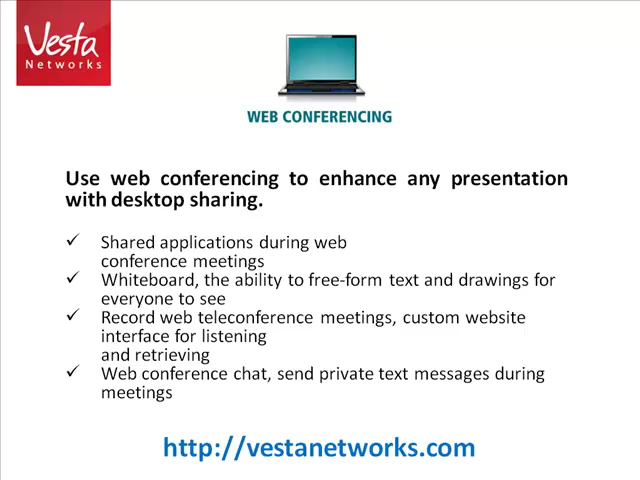 Vesta
Networks
WEB CONFERENCING
Use web conferencing to enhance any presentation
with desktop sharing.
✓ Shared applications during web
conference meetings
✓ Whiteboard, the ability to free-form text and drawings for
everyone to see
✓ Record web teleconference meetings, custom website
interface for listening
and retrieving
✓ Web conference chat, send private text messages during
meetings
http://vestanetworks.com